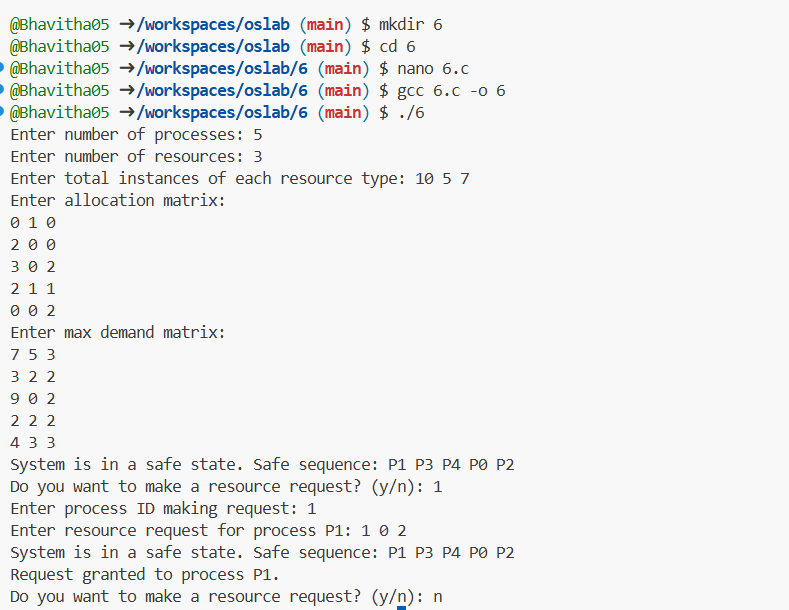 @Bhavitha05 ➜/workspaces/oslab (main) $ mkdir 6
@Bhavitha05 ➜/workspaces/oslab (main) $ cd 6
@Bhavitha05 ➜/workspaces/oslab/6 (main) $ nano 6.c
@Bhavitha05 ➜/workspaces/oslab/6 (main) $ gcc 6.c -o 6
@Bhavitha05 ➜/workspaces/oslab/6 (main) $ ./6
Enter number of processes: 5
Enter number of resources: 3
Enter total instances of each resource type: 10 5 7
Enter allocation matrix:
0 1 0
2 0 0
3 0 2
2 1 1
0 0 2
Enter max demand matrix:
7 5 3
3 2 2
9 0 2
2 2 2
4 3 3
System is in a safe state. Safe sequence: P1 P3 P4 P0 P2
Do you want to make a resource request? (y/n): 1
Enter process ID making request: 1
Enter resource request for process P1: 1 0 2
System is in a safe state. Safe sequence: P1 P3 P4 P0 P2
Request granted to process P1.
Do you want to make a resource request? (y/n): n